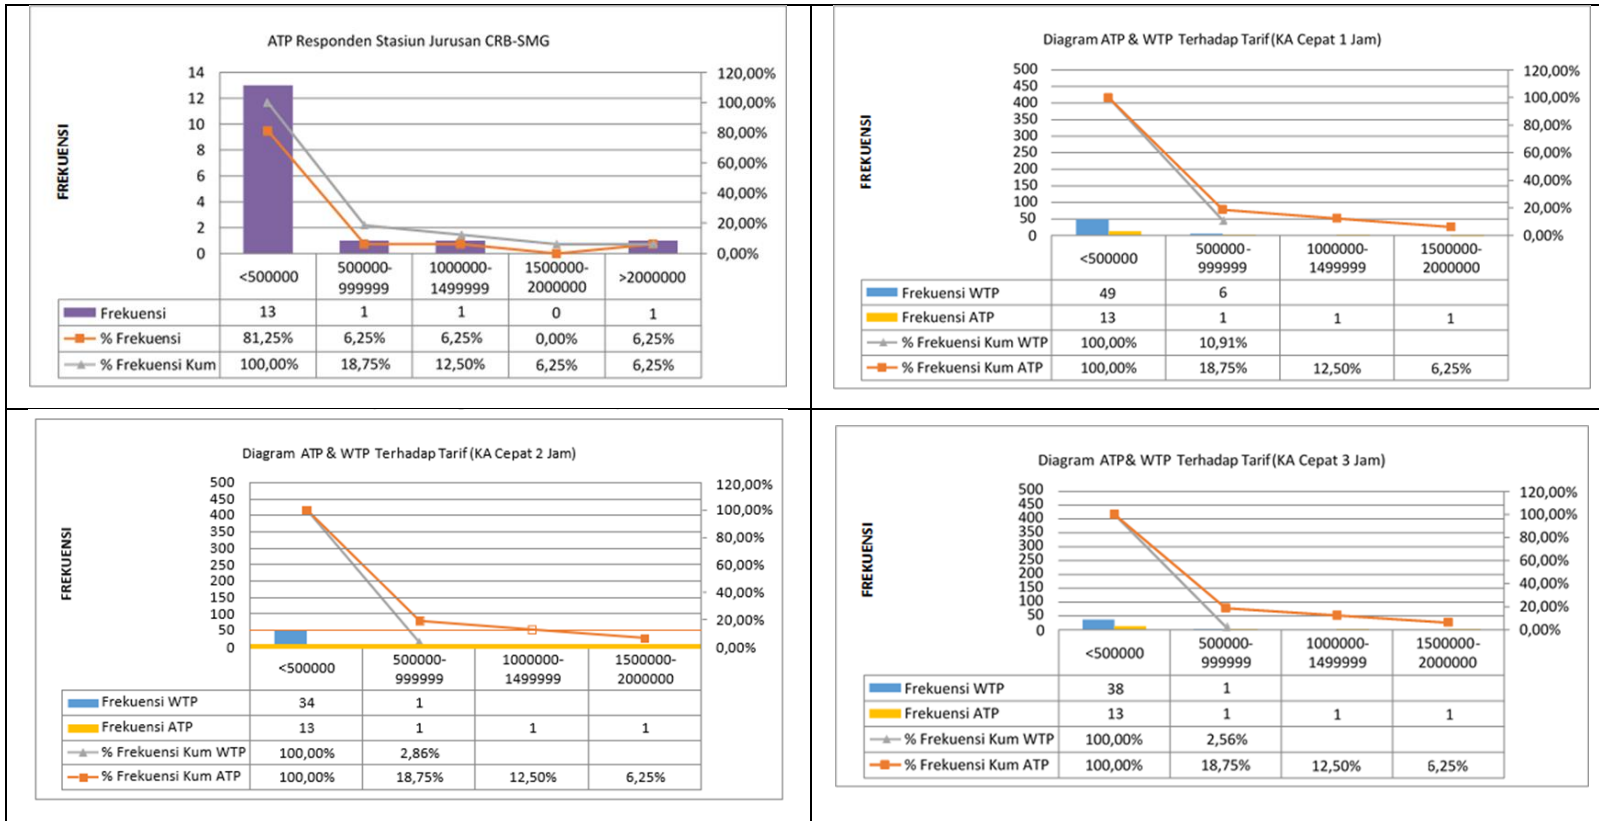 ATP Responden Stasiun Jurusan CRB-SMG
FREKUENSI
14
12
10
8
6
4
2
0
120,00%
100,00%
80,00%
60,00%
40,00%
20,00%
0,00%
<500000 500000-999999 1000000-1499999 1500000-2000000 >2000000
Frekuensi 13 1 1 0 1
% Frekuensi 81,25% 6,25% 6,25% 0,00% 6,25%
% Frekuensi Kum 100,00% 18,75% 12,50% 6,25% 6,25%
Diagram ATP & WTP Terhadap Tarif (KA Cepat 1 Jam)
FREKUENSI
500
450
400
350
300
250
200
150
100
50
0
120,00%
100,00%
80,00%
60,00%
40,00%
20,00%
0,00%
<500000 500000-999999 1000000-1499999 1500000-2000000
Frekuensi WTP 49 6
Frekuensi ATP 13 1 1 1
% Frekuensi Kum WTP 100,00% 10,91%
% Frekuensi Kum ATP 100,00% 18,75% 12,50% 6,25%
Diagram ATP & WTP Terhadap Tarif (KA Cepat 2 Jam)
FREKUENSI
500
450
400
350
300
250
200
150
100
50
0
120,00%
100,00%
80,00%
60,00%
40,00%
20,00%
0,00%
<500000 500000-999999 1000000-1499999 1500000-2000000
Frekuensi WTP 34 1
Frekuensi ATP 13 1 1 1
% Frekuensi Kum WTP 100,00% 2,86%
% Frekuensi Kum ATP 100,00% 18,75% 12,50% 6,25%
Diagram ATP& WTP Terhadap Tarif (KA Cepat 3 Jam)
FREKUENSI
500
450
400
350
300
250
200
150
100
50
0
120,00%
100,00%
80,00%
60,00%
40,00%
20,00%
0,00%
<500000 500000-999999 1000000-1499999 1500000-2000000
Frekuensi WTP 38 1
Frekuensi ATP 13 1 1 1
% Frekuensi Kum WTP 100,00% 2,56%
% Frekuensi Kum ATP 100,00% 18,75% 12,50% 6,25%